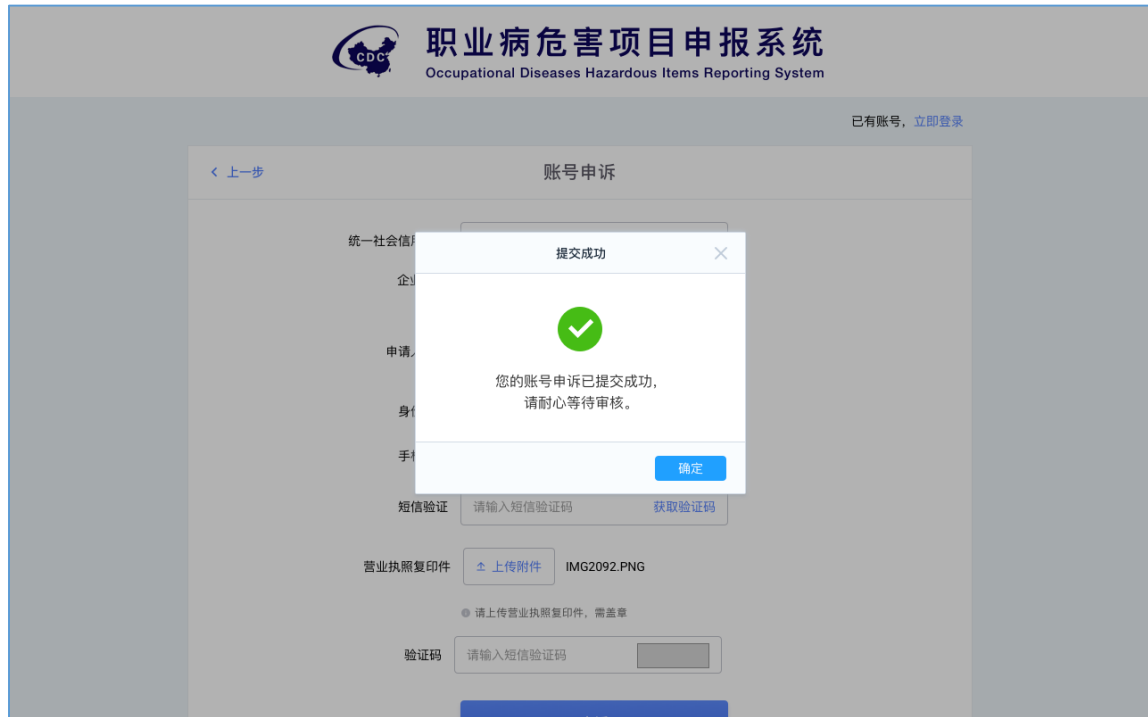 CDC
职业病危害项目申报系统
Occupational Diseases Hazardous Items Reporting System
已有账号，立即登录
上一步
账号申诉
统一社会信
提交成功
企
申请
您的账号申诉已提交成功，
请耐心等待审核。
身
手
确定
短信验证 请输入短信验证码 获取验证码
营业执照复印件 上传附件 IMG2092.PNG
请上传营业执照复印件，需盖章
验证码 请输入短信验证码